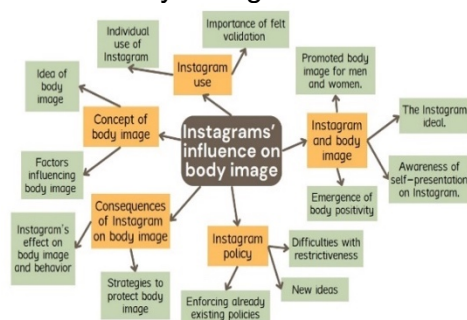 Individual
use of
Instagram
Importance of felt
validation
Instagram
use
Idea of
body
image
Concept of
body image
Factors
influencing
body image
Promoted body
image for men
and women.
The Instagram
ideal.
Instagram
and body
image
Awareness of
self-presentation
on Instagram.
Emergence of
body positivity
Instagrams'
influence on
body image
Consequences
of Instagram
on body image
Instagram's
effect on
body image
and behavior
Strategies to
protect body
image
Instagram
policy
Difficulties with
restrictiveness
New ideas
Enforcing already
existing policies